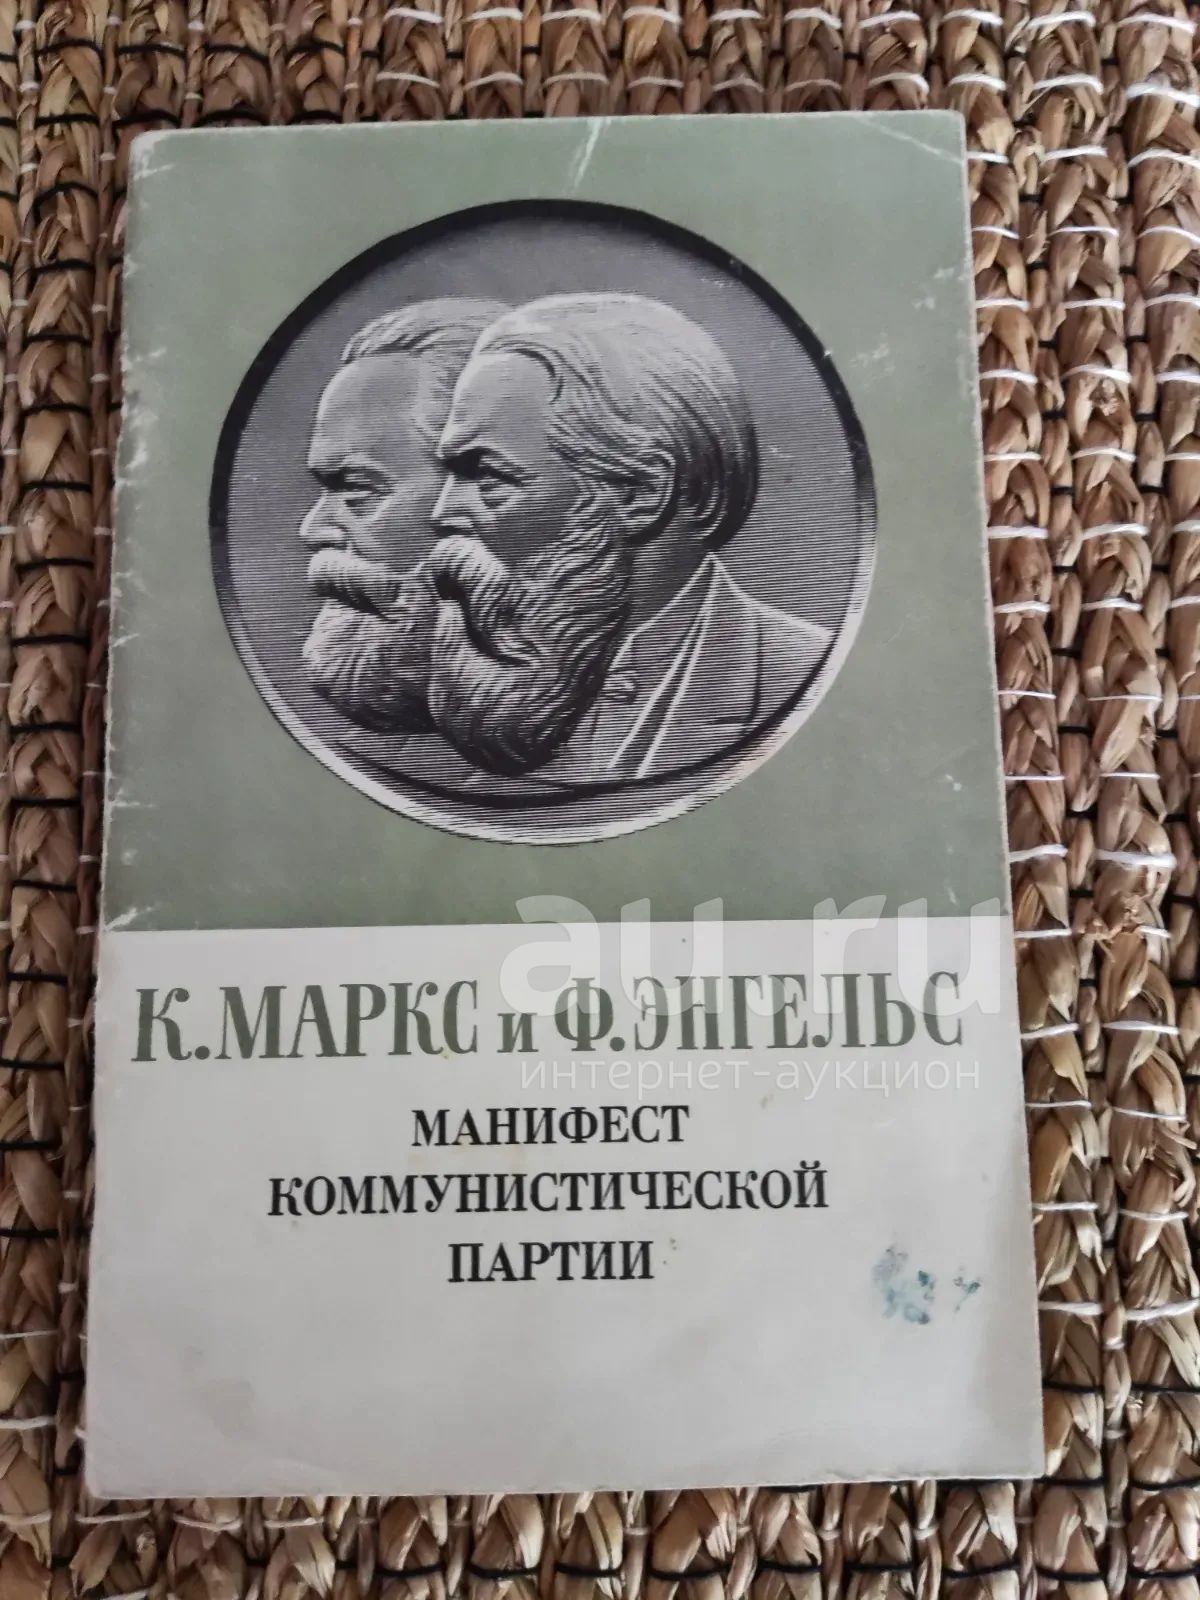 au.ru
К. МАРКС и Ф. ЭНГЕЛЬС
интернет-аукцион
МАНИФЕСТ
КОММУНИСТИЧЕСКОЙ
ПАРТИИ